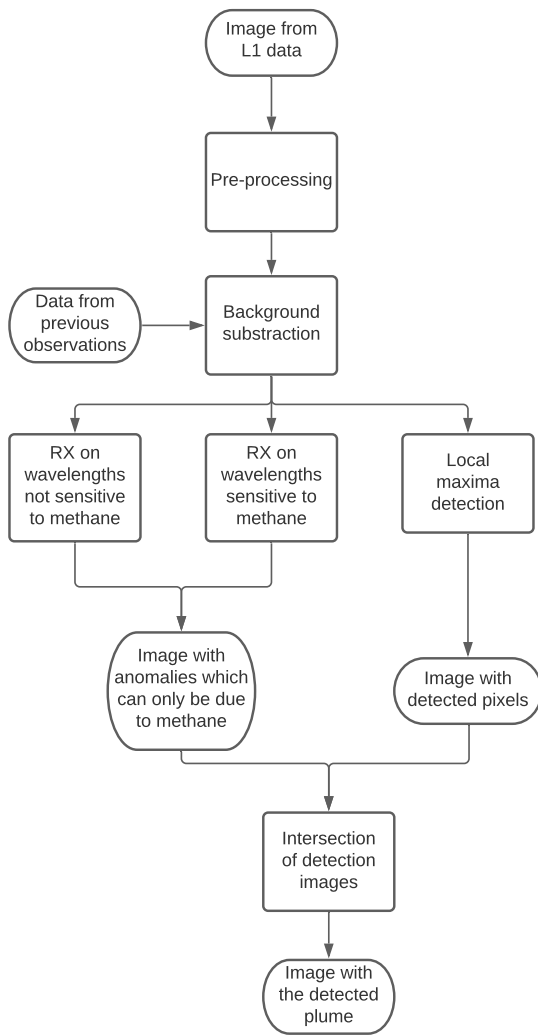 Image from
L1 data
Pre-processing
Data from
previous
observations
Background
substraction
RX on
wavelengths
not sensitive
to methane
RX on
wavelengths
sensitive to
methane
Local
maxima
detection
Image with
anomalies which
can only be due
to methane
Image with
detected pixels
Intersection
of detection
images
Image with
the detected
plume